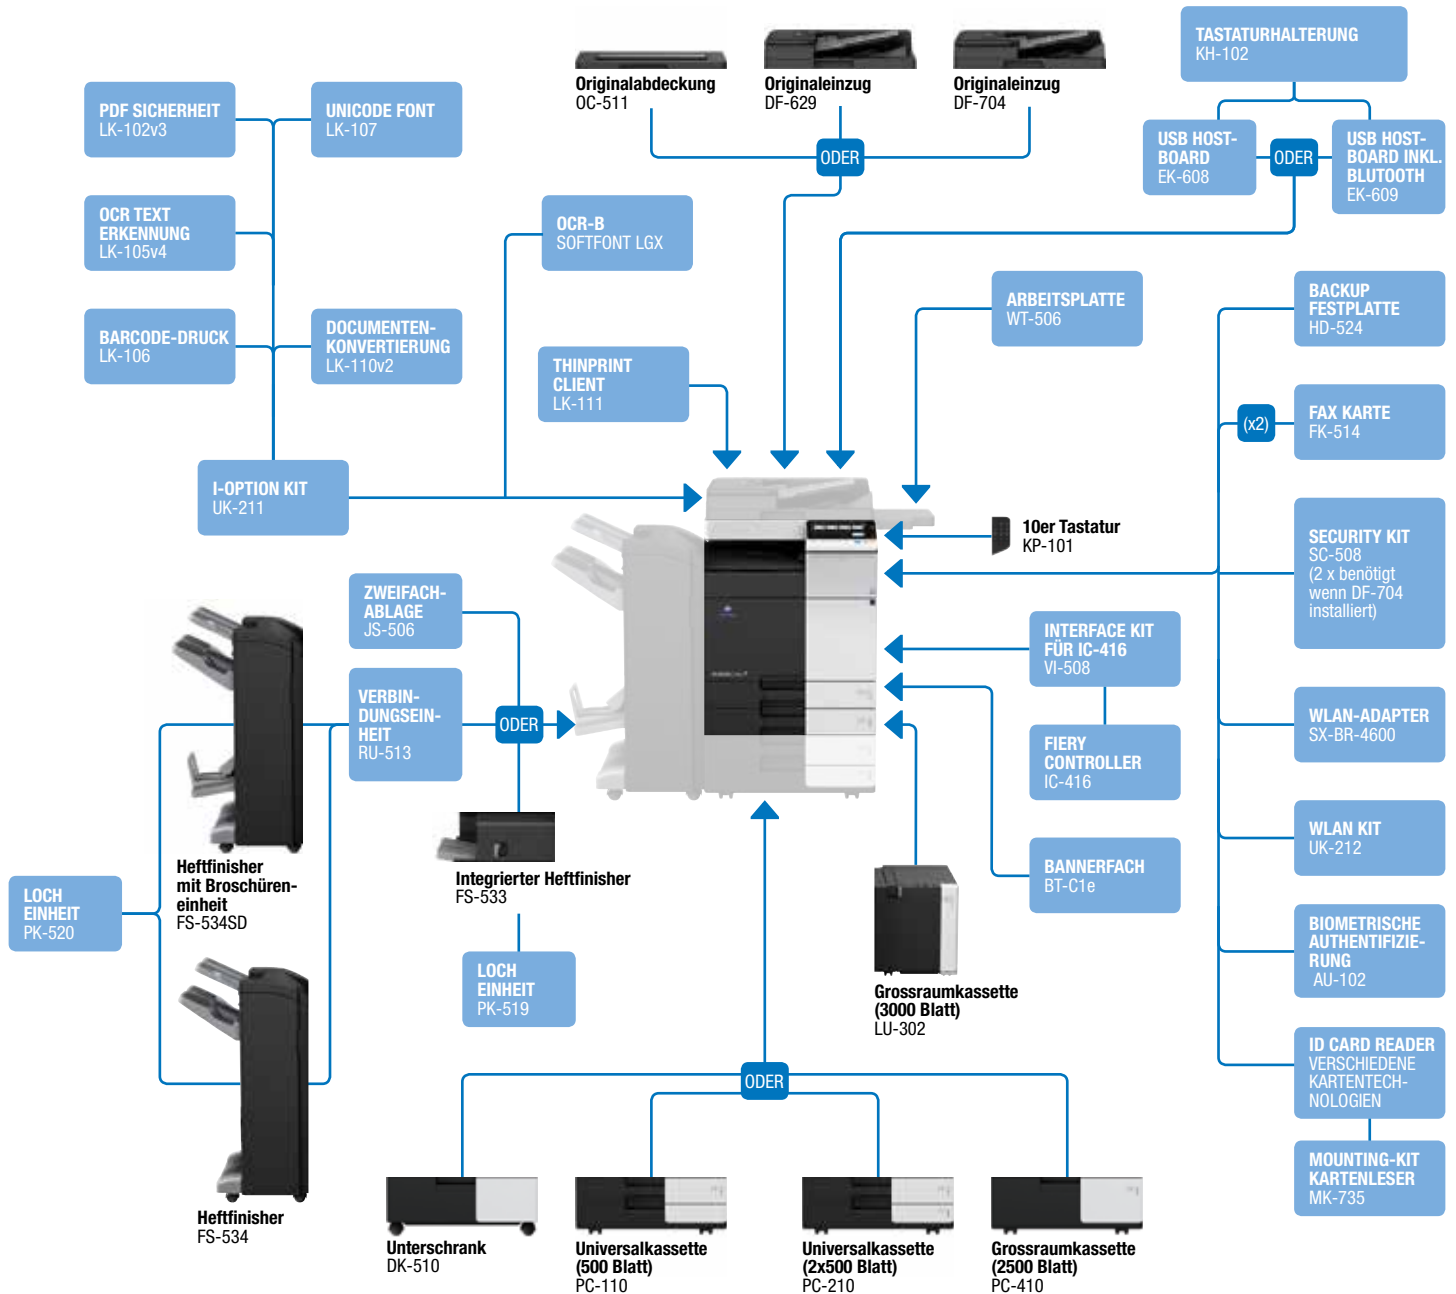 Originalabdeckung
OC-511
Originaleinzug
DF-629
Originaleinzug
DF-704
TASTATURHALTERUNG
KH-102
PDF SICHERHEIT
LK-102v3
UNICODE FONT
LK-107
ODER
USB HOST-
BOARD
EK-608
ODER
USB HOST-
BOARD INKL.
BLUTOOTH
EK-609
OCR TEXT
ERKENNUNG
LK-105v4
OCR-B
SOFTFONT LGX
ARBEITSPLATTE
WT-506
BACKUP
FESTPLATTE
HD-524
BARCODE-DRUCK
LK-106
DOCUMENTEN-
KONVERTIERUNG
LK-110v2
THINPRINT
CLIENT
LK-111
(x2)
FAX KARTE
FK-514
I-OPTION KIT
UK-211
10er Tastatur
KP-101
SECURITY KIT
SC-508
(2 x benötigt
wenn DF-704
installiert)
ZWEIFACH-
ABLAGE
JS-506
INTERFACE KIT
FÜR IC-416
VI-508
VERBIN-
DUNGSEIN-
HEIT
RU-513
ODER
WLAN-ADAPTER
SX-BR-4600
FIERY
CONTROLLER
IC-416
WLAN KIT
UK-212
Heftfinisher
mit Broschüren-
einheit
FS-534SD
Integrierter Heftfinisher
FS-533
BANNERFACH
BT-C1e
LOCH
EINHEIT
PK-520
BIOMETRISCHE
AUTHENTIFIZIE-
RUNG
AU-102
LOCH
EINHEIT
PK-519
Grossraumkassette
(3000 Blatt)
LU-302
ID CARD READER
VERSCHIEDENE
KARTENTECH-
NOLOGIEN
ODER
MOUNTING-KIT
KARTENLESER
MK-735
Heftfinisher
FS-534
Unterschrank
DK-510
Universalkassette
(500 Blatt)
PC-110
Universalkassette
(2x500 Blatt)
PC-210
Grossraumkassette
(2500 Blatt)
PC-410